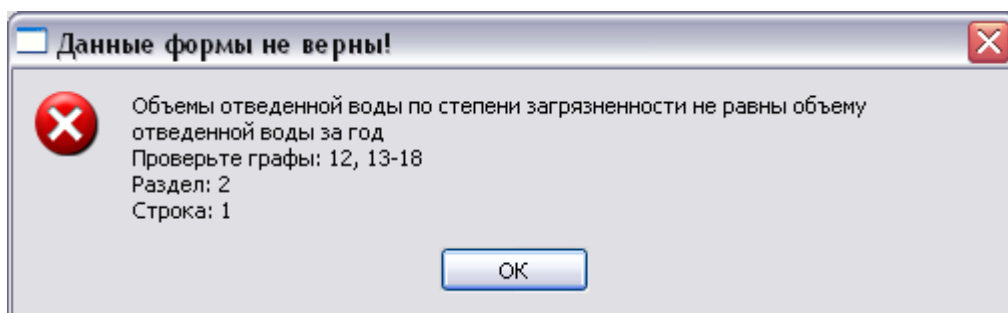 Данные формы не верны!
Объемы отведенной воды по степени загрязненности не равны объему
отведенной воды за год
Проверьте графы: 12, 13-18
Раздел: 2
Строка: 1
ОК